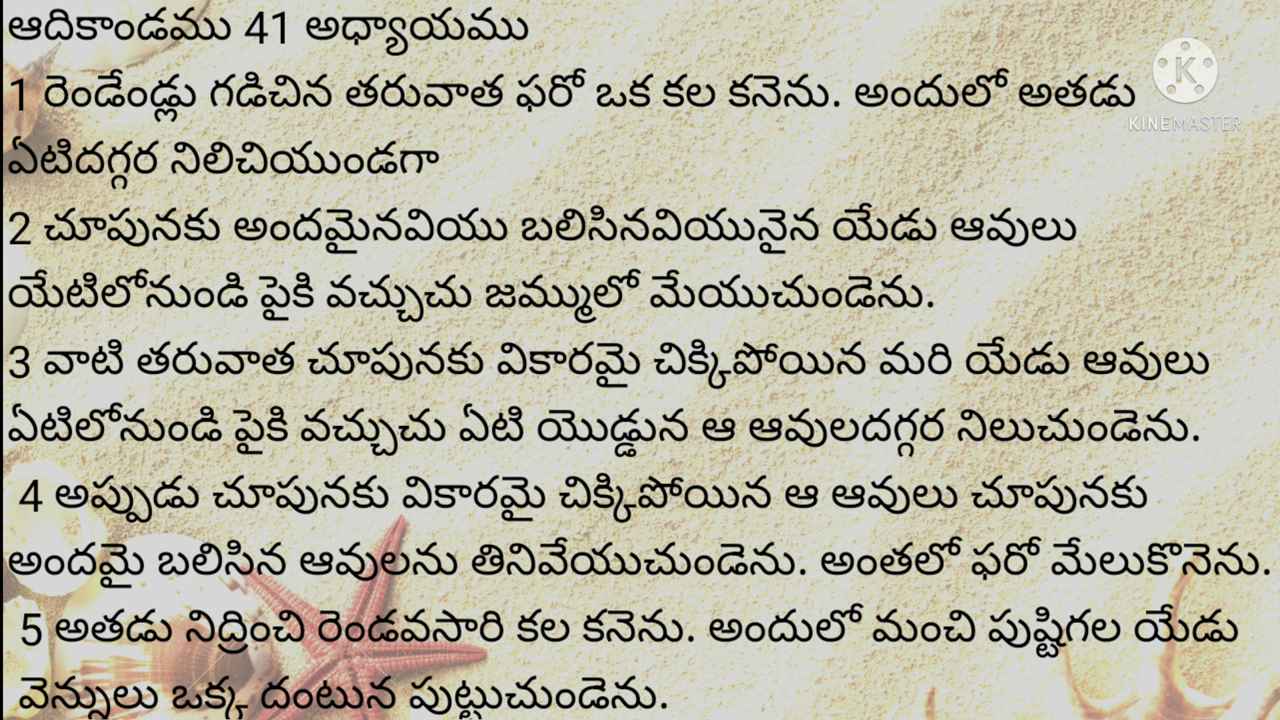 ఆదికాండము 41 అధ్యాయము
1 రెండేండ్లు గడిచిన తరువాత ఫరో ఒక కల కనెను. అందులో అతడు
ఏటిదగ్గర నిలిచియుండగా
2 చూపునకు అందమైనవియు బలిసినవియునైన యేడు ఆవులు
యేటిలోనుండి పైకి వచ్చుచు జమ్ములో మేయుచుండెను.
3 వాటి తరువాత చూపునకు వికారమై చిక్కిపోయిన మరి యేడు ఆవులు
ఏటిలోనుండి పైకి వచ్చుచు ఏటి యొడ్డున ఆ ఆవులదగ్గర నిలుచుండెను.
4 అప్పుడు చూపునకు వికారమై చిక్కిపోయిన ఆ ఆవులు చూపునకు
అందమై బలిసిన ఆవులను తినివేయుచుండెను. అంతలో ఫరో మేలుకొనెను.
5 అతడు నిద్రించి రెండవసారి కల కనెను. అందులో మంచి పుష్టిగల యేడు
వెన్నులు ఒక్క దంటున పుట్టుచుండెను.
K
KINEMASTER